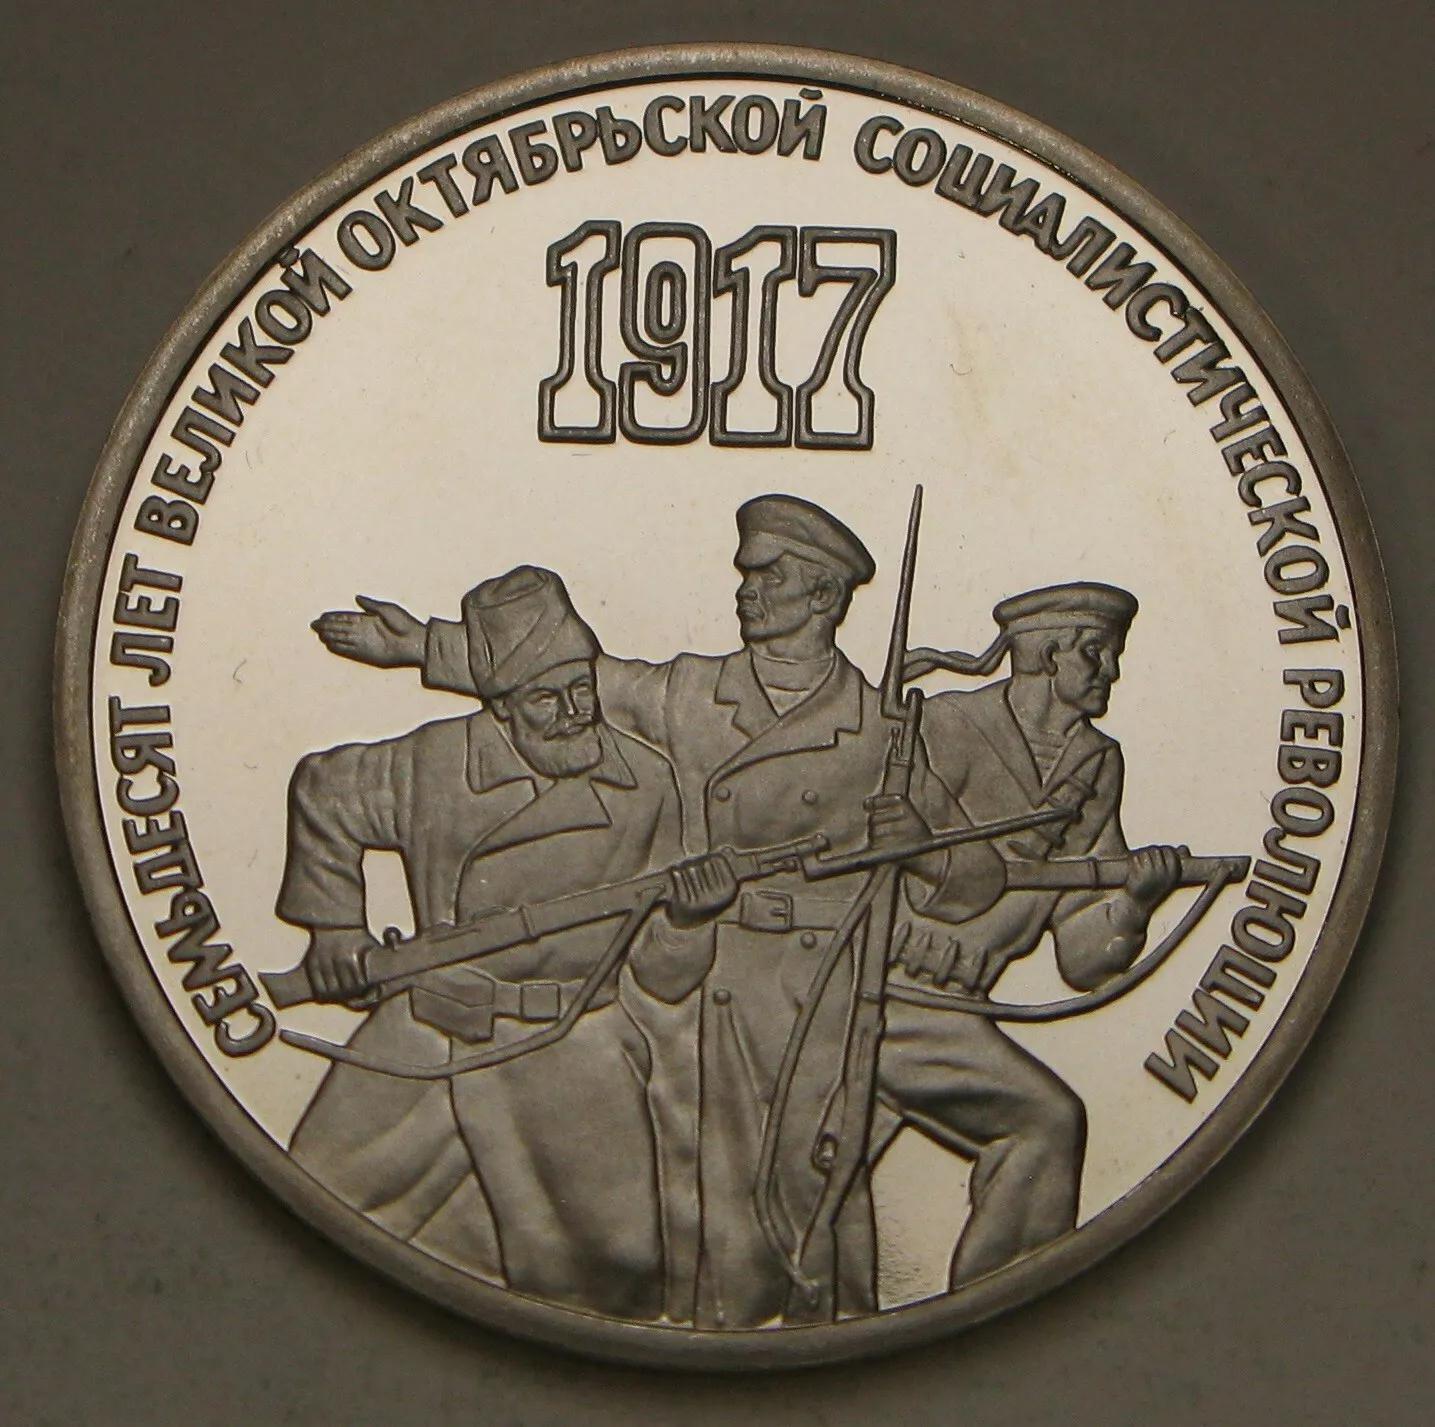 СЕМЬДЕСЯТ ЛЕТ ВЕЛИКОЙ ОКТЯБРЬСКОЙ СОЦИАЛИСТИЧЕСКОЙ РЕВОЛЮЦИИ
1917